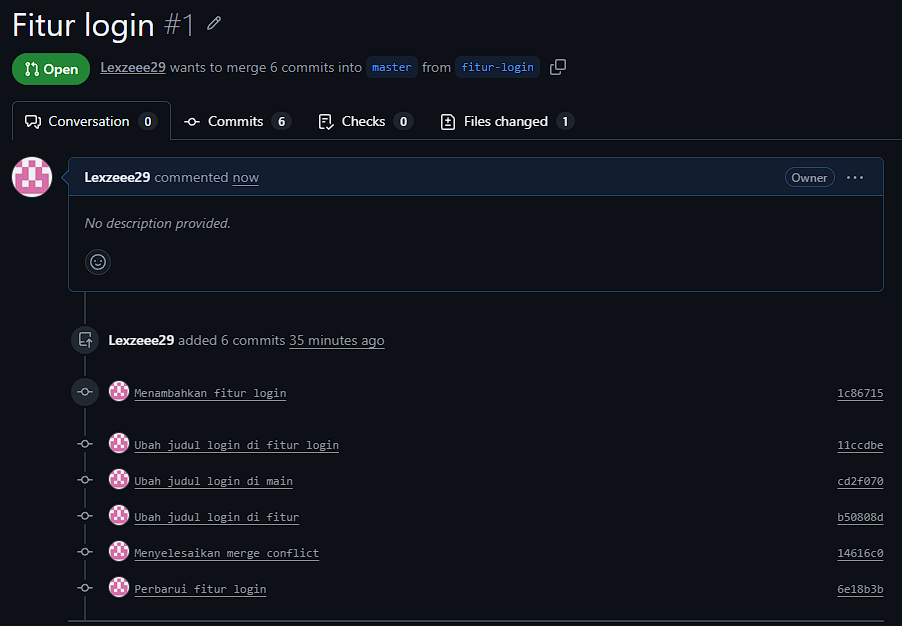 Fitur login #1
Open Lexzeee29 wants to merge 6 commits into master from fitur-login
Conversation 0 Commits 6 Checks 0 Files changed 1
Lexzeee29 commented now Owner
No description provided.
Lexzeee29 added 6 commits 35 minutes ago
Menambahkan fitur login 1c86715
Ubah judul login di fitur login 11ccdbe
Ubah judul login di main cd2f070
Ubah judul login di fitur b50808d
Menyelesaikan merge conflict 14616c0
Perbarui fitur login 6e18b3b